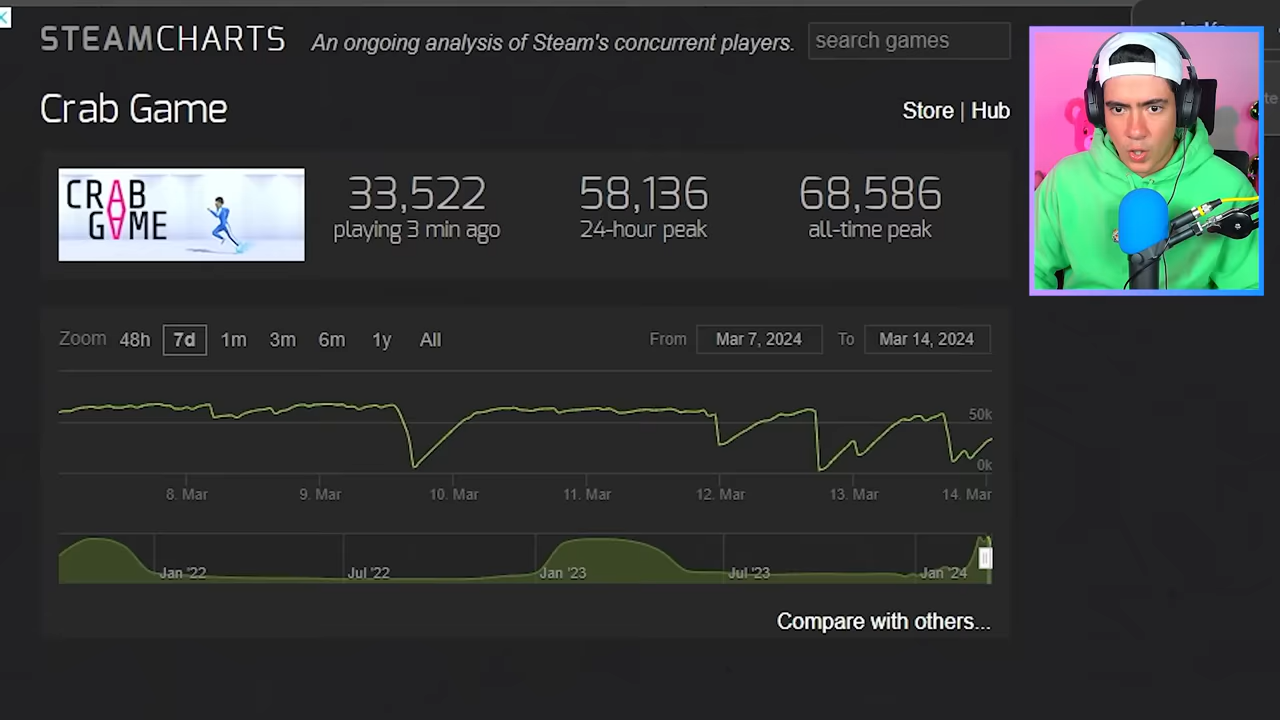 STEAMCHARTS An ongoing analysis of Steam's concurrent players. search games
Crab Game
Store | Hub
CRAB
GAME
33,522
playing 3 min ago
58,136
24-hour peak
68,586
all-time peak
Zoom 48h 7d 1m 3m 6m 1y All
From Mar 7, 2024 To Mar 14, 2024
50k
0k
8. Mar 9. Mar 10. Mar 11. Mar 12. Mar 13. Mar 14. Mar
Jan '22 Jul '22 Jan '23 Jul '23 Jan '24
Compare with others...